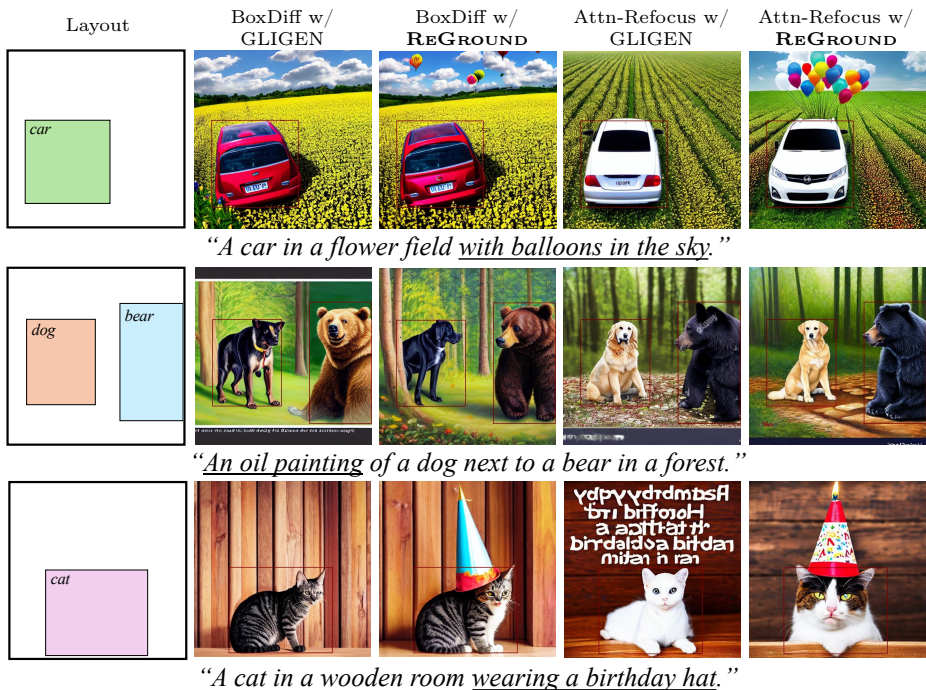 Layout
BoxDiff w/ GLIGEN
BoxDiff w/ REGROUND
Attn-Refocus w/ GLIGEN
Attn-Refocus w/ REGROUND
car
“A car in a flower field with balloons in the sky.”
dog
bear
“An oil painting of a dog next to a bear in a forest.”
cat
“A cat in a wooden room wearing a birthday hat.”